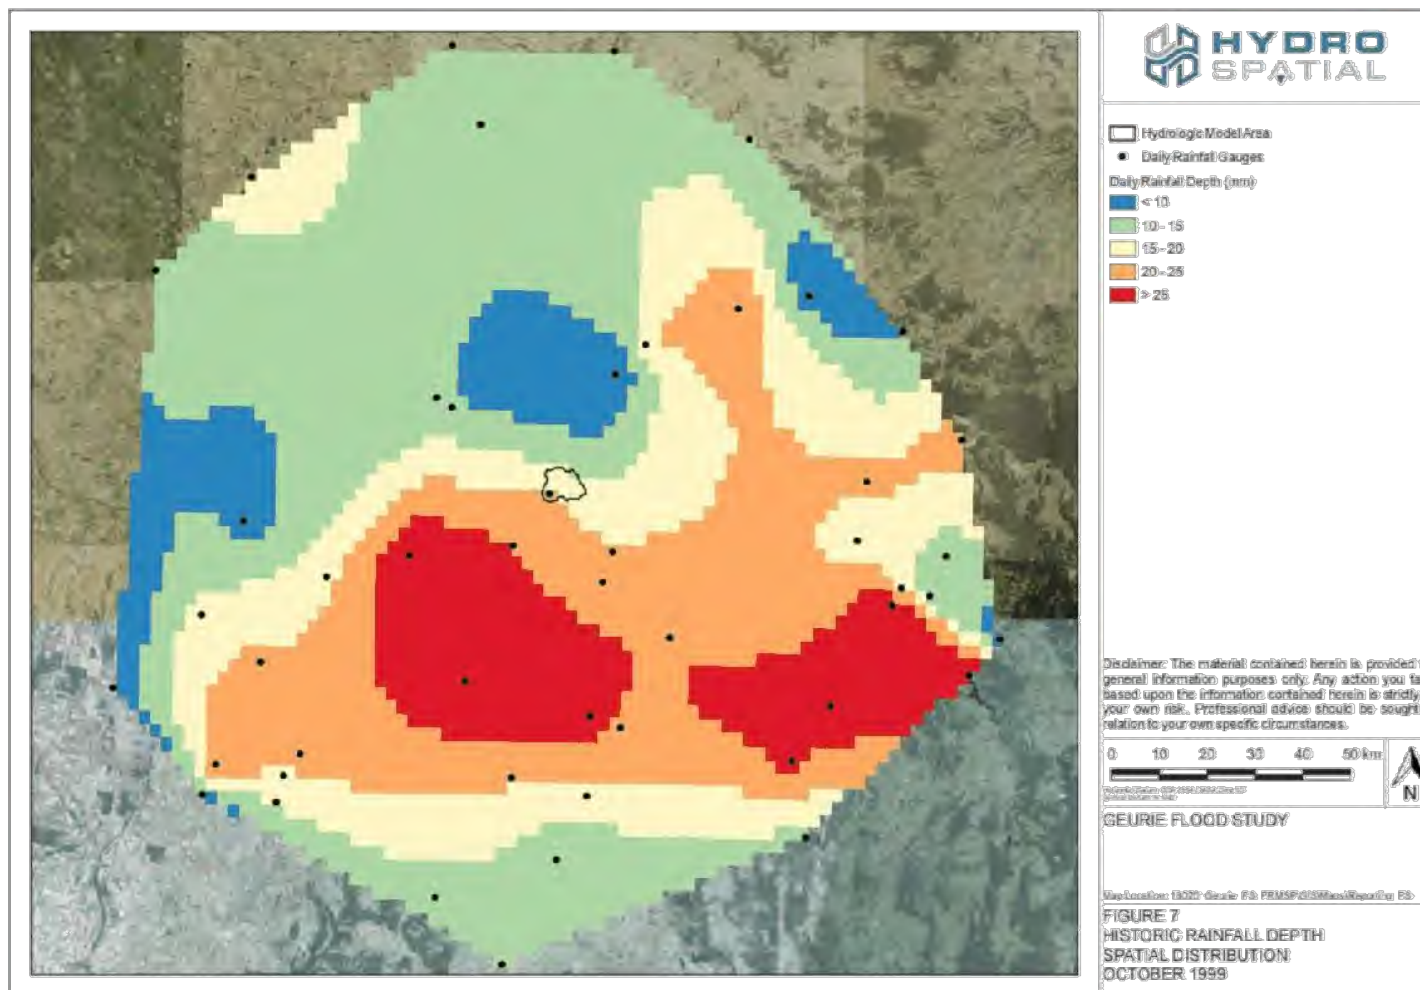 HYDRO
SPATIAL
Hydrologic Model Area
Daily Rainfall Gauges
Daily Rainfall Depth (mm)
< 10
10 - 15
15 - 20
20 - 25
> 25
Disclaimer: The material contained herein is provided
general information purposes only. Any action you ta
based upon the information contained herein is strictly
your own risk. Professional advice should be sought
relation to your own specific circumstances.
0 10 20 30 40 50 km
N
GEURIE FLOOD STUDY
Map Location:
FIGURE 7
HISTORIC RAINFALL DEPTH
SPATIAL DISTRIBUTION
OCTOBER 1999